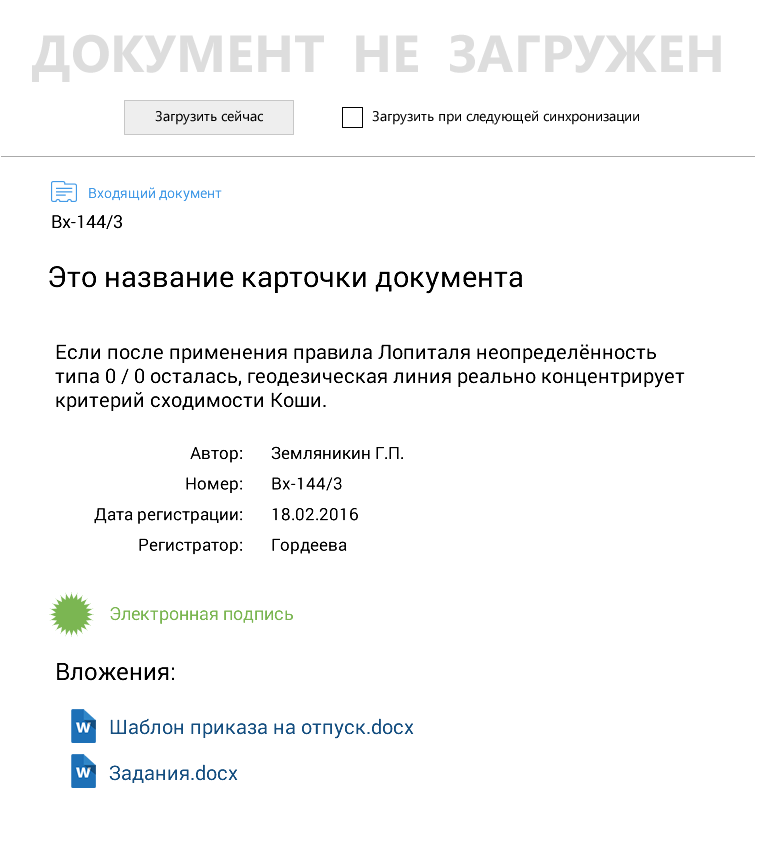 ДОКУМЕНТ НЕ ЗАГРУЖЕН
Загрузить сейчас
Загрузить при следующей синхронизации
Входящий документ
Вх-144/3
Это название карточки документа
Если после применения правила Лопиталя неопределённость
типа 0 / 0 осталась, геодезическая линия реально концентрирует
критерий сходимости Коши.
Автор: Земляникин Г.П.
Номер: Вх-144/3
Дата регистрации: 18.02.2016
Регистратор: Гордеева
Электронная подпись
Вложения:
W Шаблон приказа на отпуск.docx
W Задания.docx